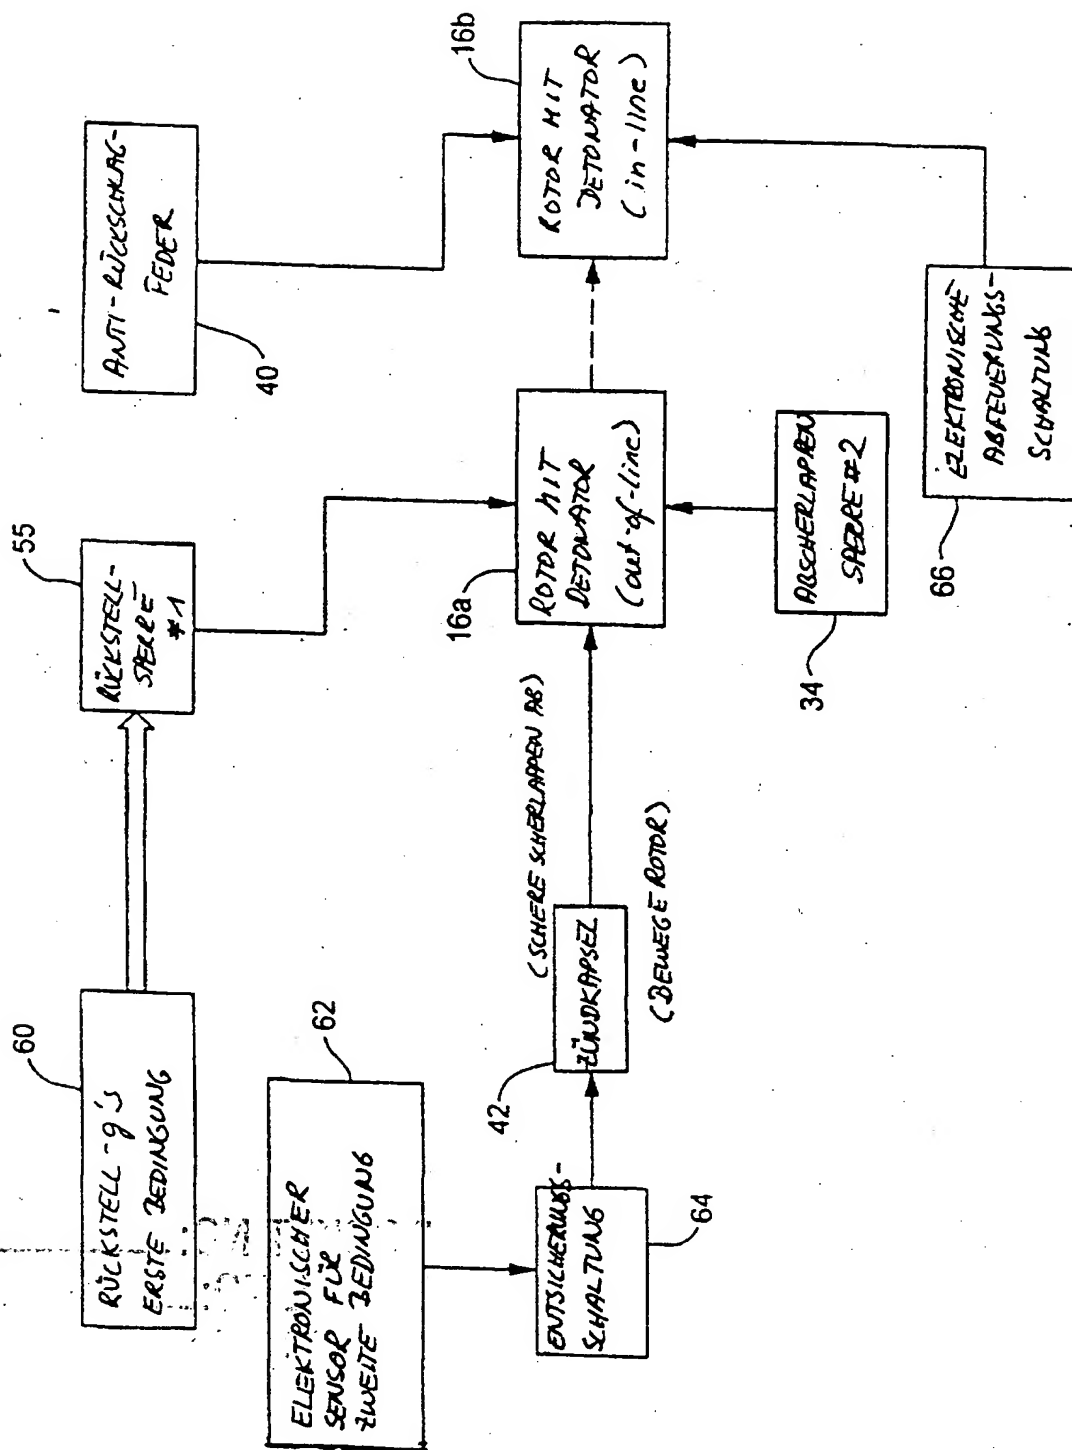 RÜCKSTELL-g's
ERSTE BEDINGUNG
60
RÜCKSTELL-
SPERRE
#1
55
ANTI-RÜCKSCHLAG-
FEDER
40
ELEKTRONISCHER
SENSOR FÜR
ZWEITE BEDINGUNG
62
ENTSICHERUNGS-
SCHALTUNG
64
ZÜNDKAPSEL
42
(SCHERE SCHERLAPPEN AB)
(BEWEGE ROTOR)
ROTOR MIT
DETONATOR
(out-of-line)
16a
ROTOR MIT
DETONATOR
(in-line)
16b
ABSCHERLAPPEN
SPERRE #2
34
ELEKTRONISCHE
ABFEUERUNGS-
SCHALTUNG
66